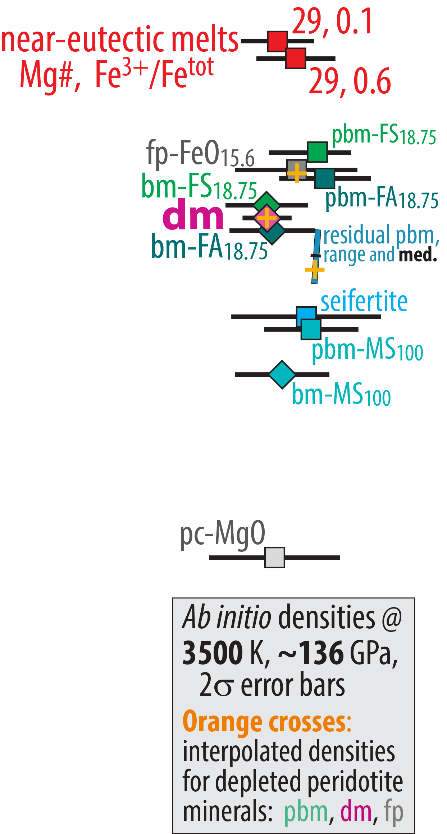 near-eutectic melts
Mg#, Fe³⁺/Feᵗᵒᵗ
29, 0.1
29, 0.6
pbm-FS₁₈.₇₅
fp-FeO₁₅.₆
pbm-FA₁₈.₇₅
bm-FS₁₈.₇₅
dm
bm-FA₁₈.₇₅
residual pbm,
range and med.
seifertite
pbm-MS₁₀₀
bm-MS₁₀₀
pc-MgO
Ab initio densities @
3500 K, ~136 GPa,
2σ error bars
Orange crosses:
interpolated densities
for depleted peridotite
minerals: pbm, dm, fp